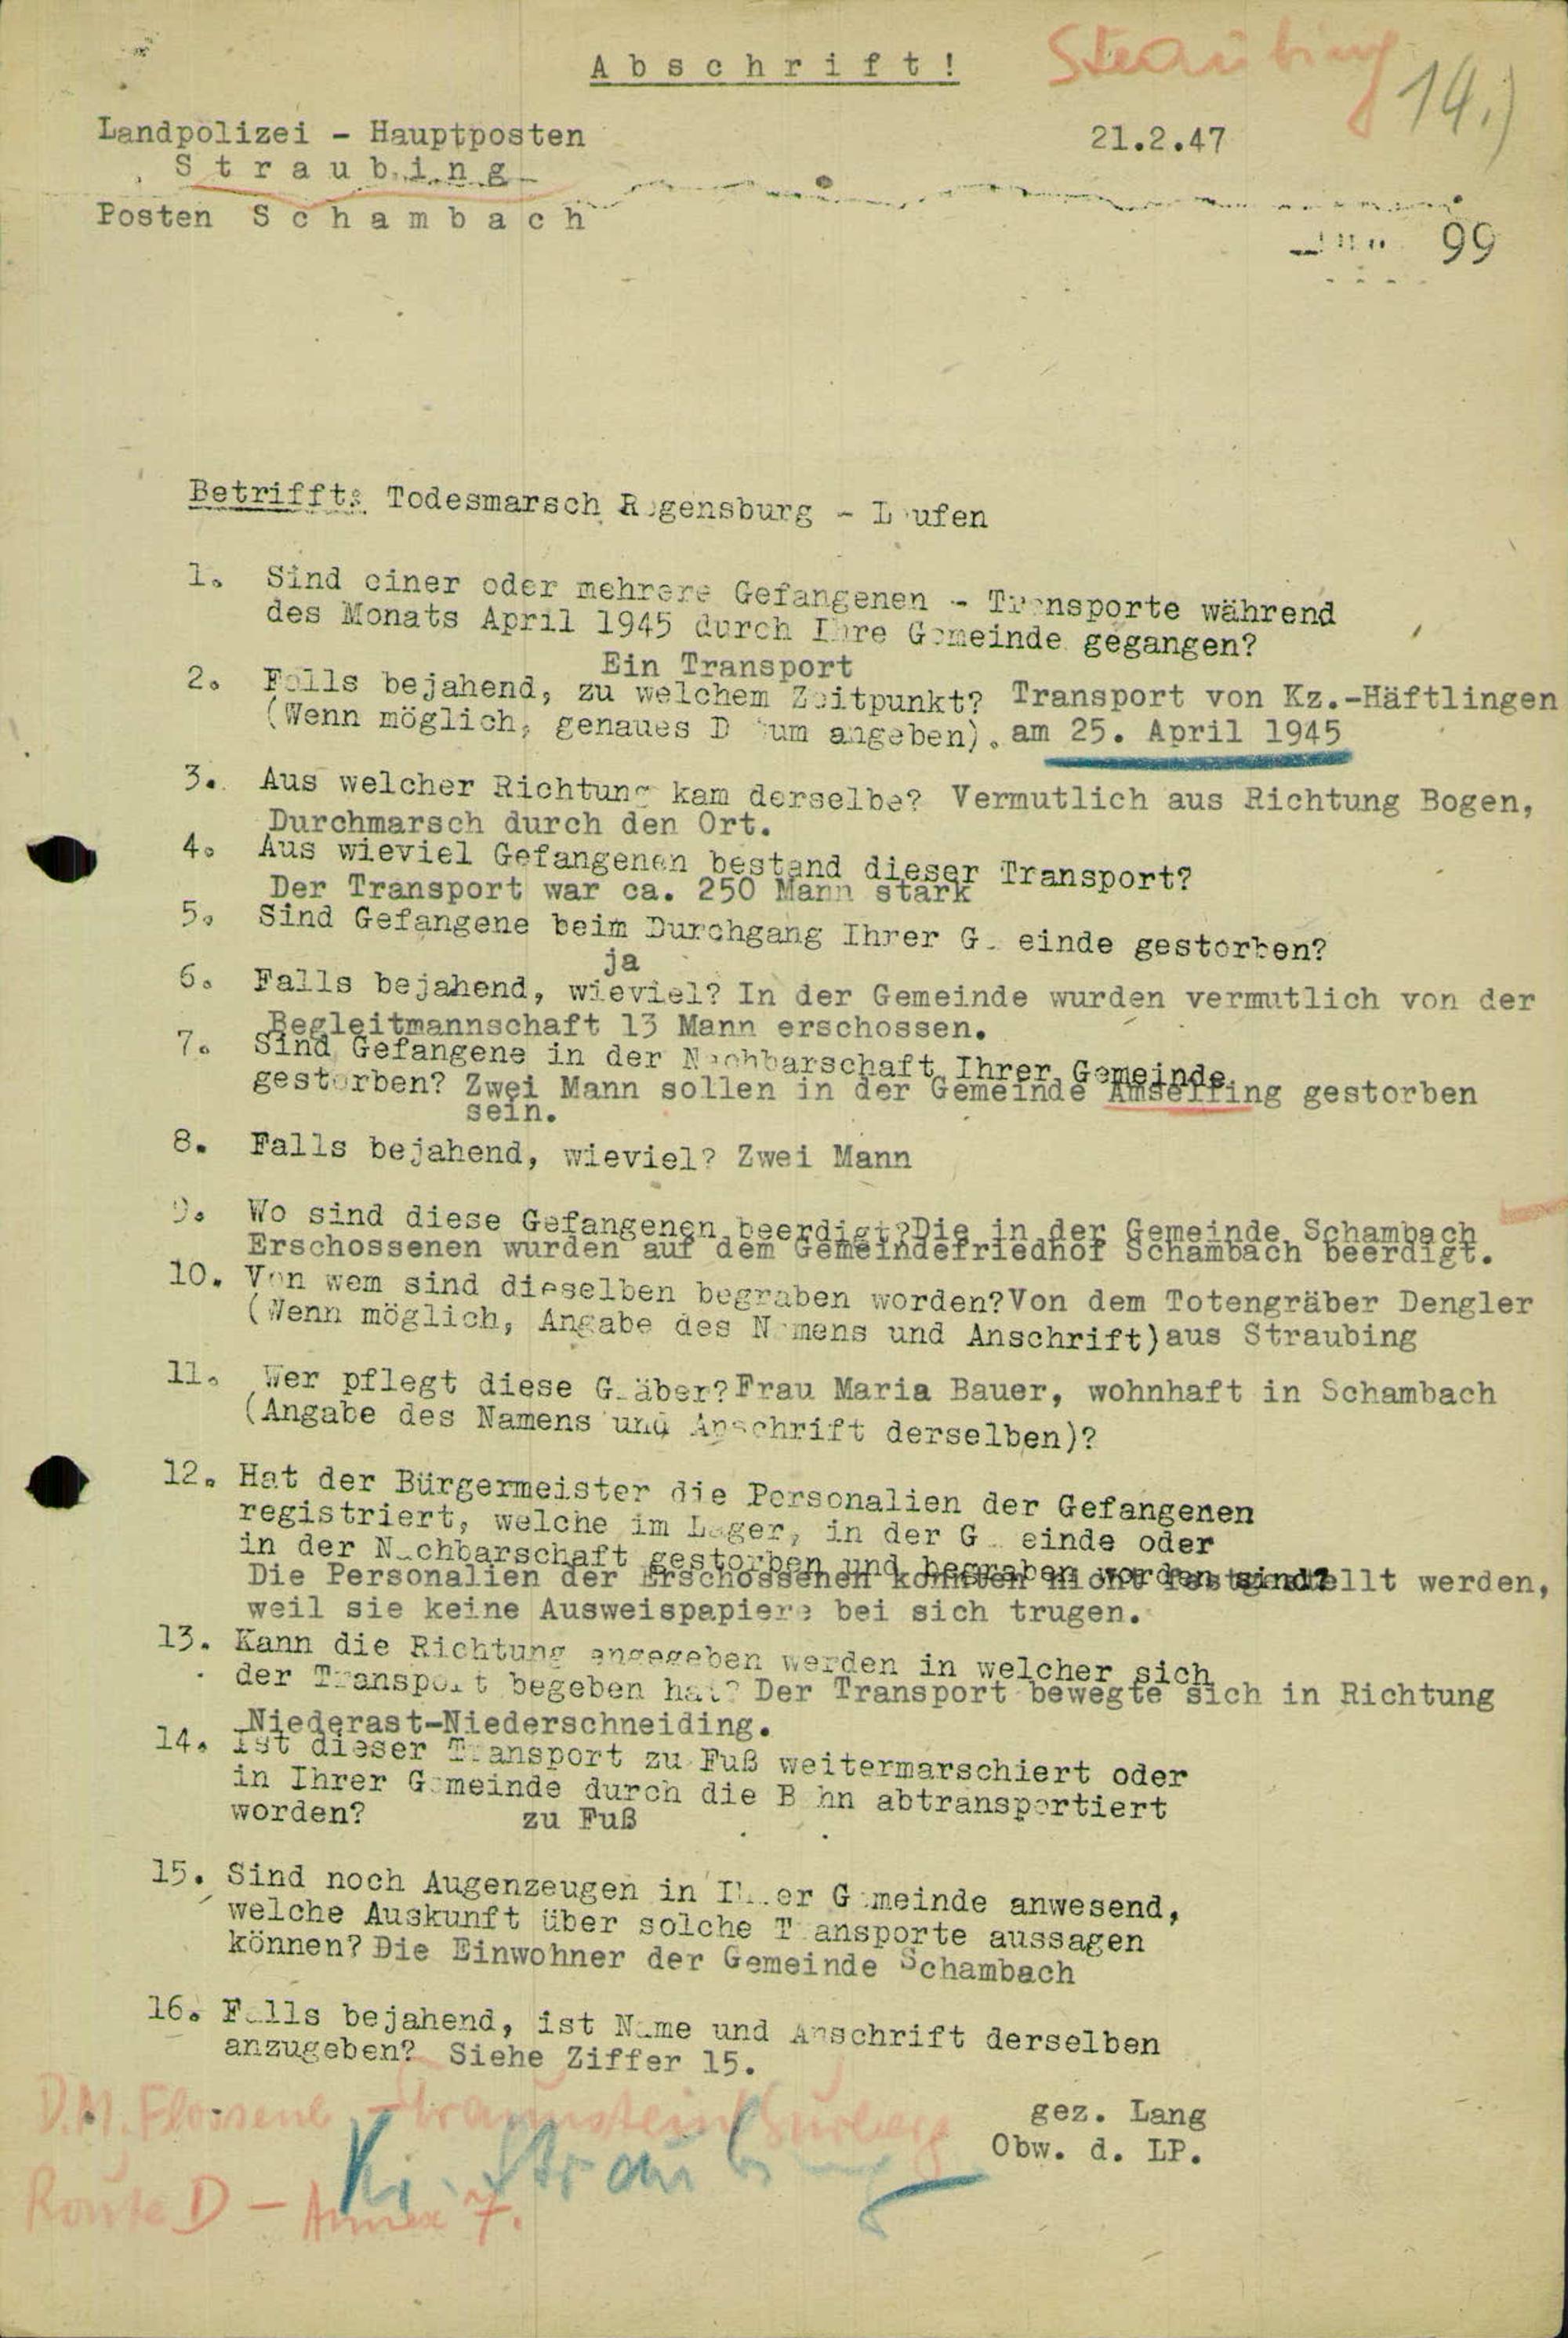 Abschrift!
Straubing
14.)
Landpolizei - Hauptposten
21.2.47
Straubing
Posten Schambach
99
Betrifft: Todesmarsch Regensburg - Laufen
1. Sind einer oder mehrere Gefangenen - Transporte während
des Monats April 1945 durch Ihre Gemeinde gegangen?
Ein Transport
2. Falls bejahend, zu welchem Zeitpunkt? Transport von Kz.-Häftlingen
(Wenn möglich, genaues Datum angeben). am 25. April 1945
3. Aus welcher Richtung kam derselbe? Vermutlich aus Richtung Bogen,
Durchmarsch durch den Ort.
4. Aus wieviel Gefangenen bestand dieser Transport?
Der Transport war ca. 250 Mann stark
5. Sind Gefangene beim Durchgang Ihrer Gemeinde gestorben?
ja
6. Falls bejahend, wieviel? In der Gemeinde wurden vermutlich von der
Begleitmannschaft 13 Mann erschossen.
7. Sind Gefangene in der Nachbarschaft Ihrer Gemeinde
gestorben? Zwei Mann sollen in der Gemeinde Amselfing gestorben
sein.
8. Falls bejahend, wieviel? Zwei Mann
9. Wo sind diese Gefangenen beerdigt?Die in der Gemeinde Schambach
Erschossenen wurden auf dem Gemeindefriedhof Schambach beerdigt.
10. Von wem sind dieselben begraben worden?Von dem Totengräber Dengler
(Wenn möglich, Angabe des Namens und Anschrift)aus Straubing
11. Wer pflegt diese Gräber?Frau Maria Bauer, wohnhaft in Schambach
(Angabe des Namens und Anschrift derselben)?
12. Hat der Bürgermeister die Personalien der Gefangenen
registriert, welche im Lager, in der Gemeinde oder
in der Nachbarschaft gestorben und begraben worden sind?
Die Personalien der Erschossenen konnten nicht festgestellt werden,
weil sie keine Ausweispapiere bei sich trugen.
13. Kann die Richtung angegeben werden in welcher sich
der Transport begeben hat? Der Transport bewegte sich in Richtung
Niederast-Niederschneiding.
14. Ist dieser Transport zu Fuß weitermarschiert oder
in Ihrer Gemeinde durch die Bahn abtransportiert
worden? zu Fuß
15. Sind noch Augenzeugen in Ihrer Gemeinde anwesend,
welche Auskunft über solche Transporte aussagen
können? Die Einwohner der Gemeinde Schambach
16. Falls bejahend, ist Name und Anschrift derselben
anzugeben? Siehe Ziffer 15.
gez. Lang
Obw. d. LP.
D.M. Flossenb
Straubing
Route D - Annex 7.